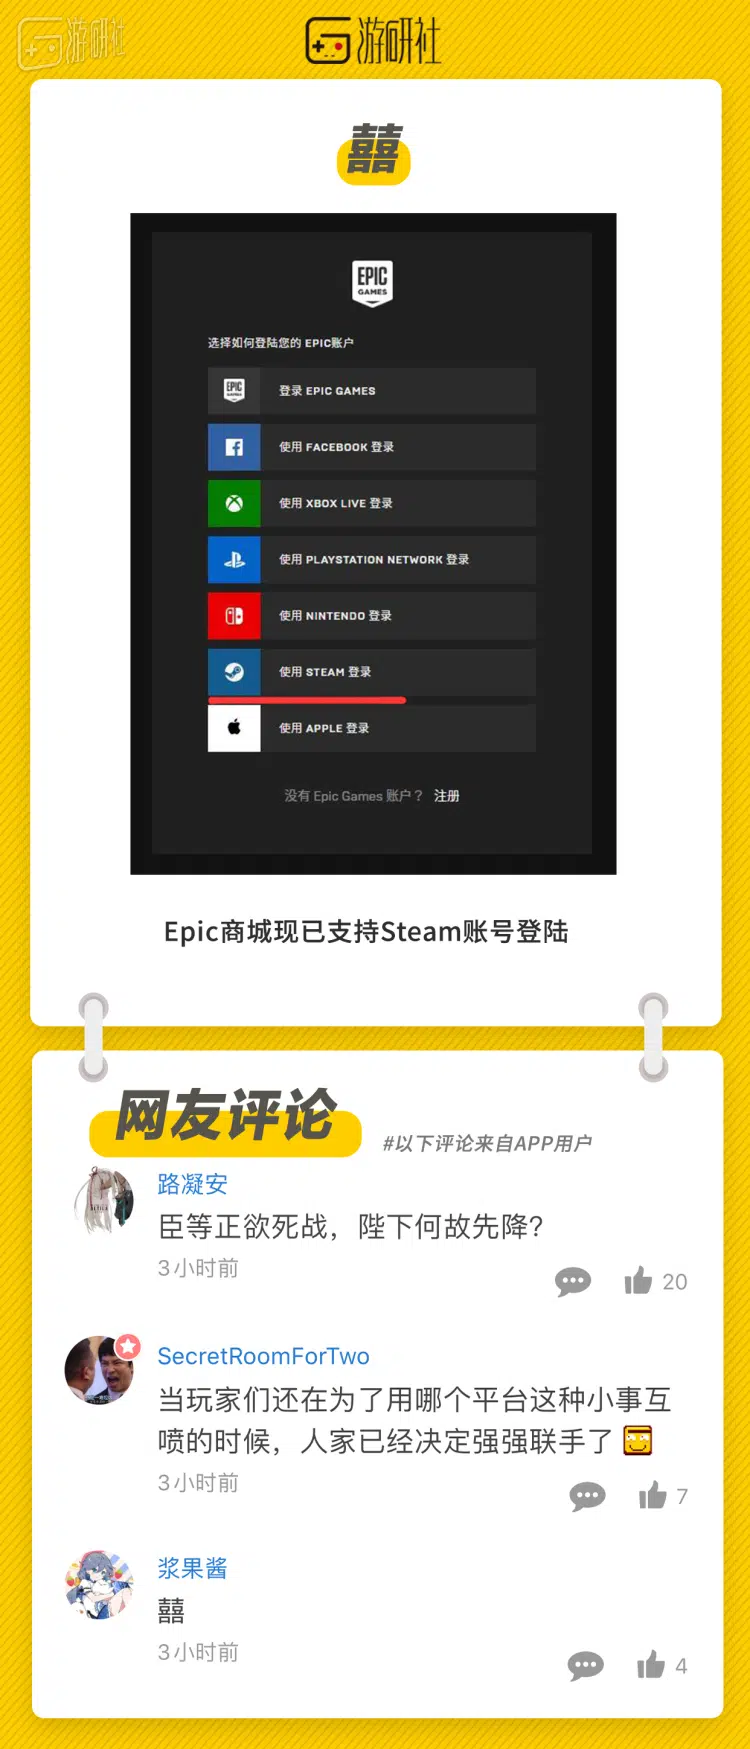 游研社
游研社
囍
EPIC
GAMES
选择如何登陆您的 EPIC账户
EPIC
GAMES
登录 EPIC GAMES
使用 FACEBOOK 登录
使用 XBOX LIVE 登录
使用 PLAYSTATION NETWORK 登录
使用 NINTENDO 登录
使用 STEAM 登录
使用 APPLE 登录
没有 Epic Games 账户？ 注册
Epic商城现已支持Steam账号登陆
网友评论
#以下评论来自APP用户
路凝安
臣等正欲死战，陛下何故先降?
3小时前
20
SecretRoomForTwo
当玩家们还在为了用哪个平台这种小事互
喷的时候，人家已经决定强强联手了
3小时前
7
浆果酱
囍
3小时前
4